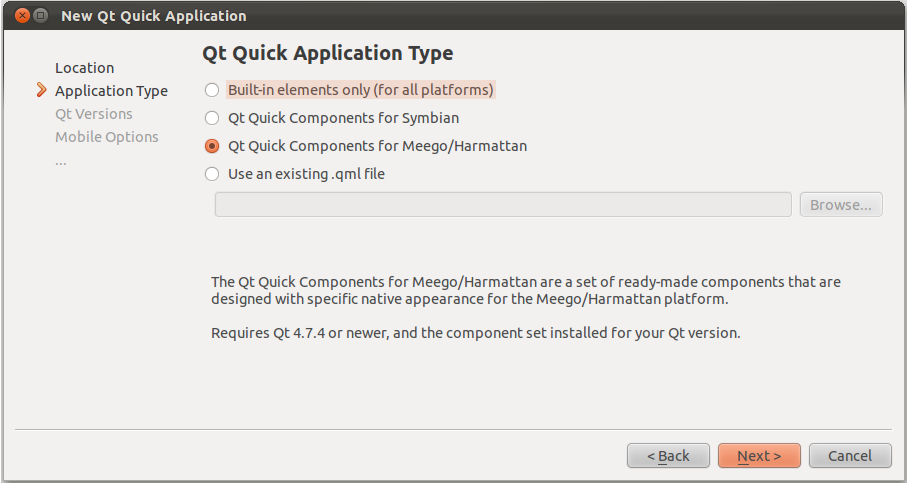 New Qt Quick Application
Location
Application Type
Qt Versions
Mobile Options
...
Qt Quick Application Type
Built-in elements only (for all platforms)
Qt Quick Components for Symbian
Qt Quick Components for Meego/Harmattan
Use an existing .qml file
Browse...
The Qt Quick Components for Meego/Harmattan are a set of ready-made components that are
designed with specific native appearance for the Meego/Harmattan platform.
Requires Qt 4.7.4 or newer, and the component set installed for your Qt version.
< Back
Next >
Cancel